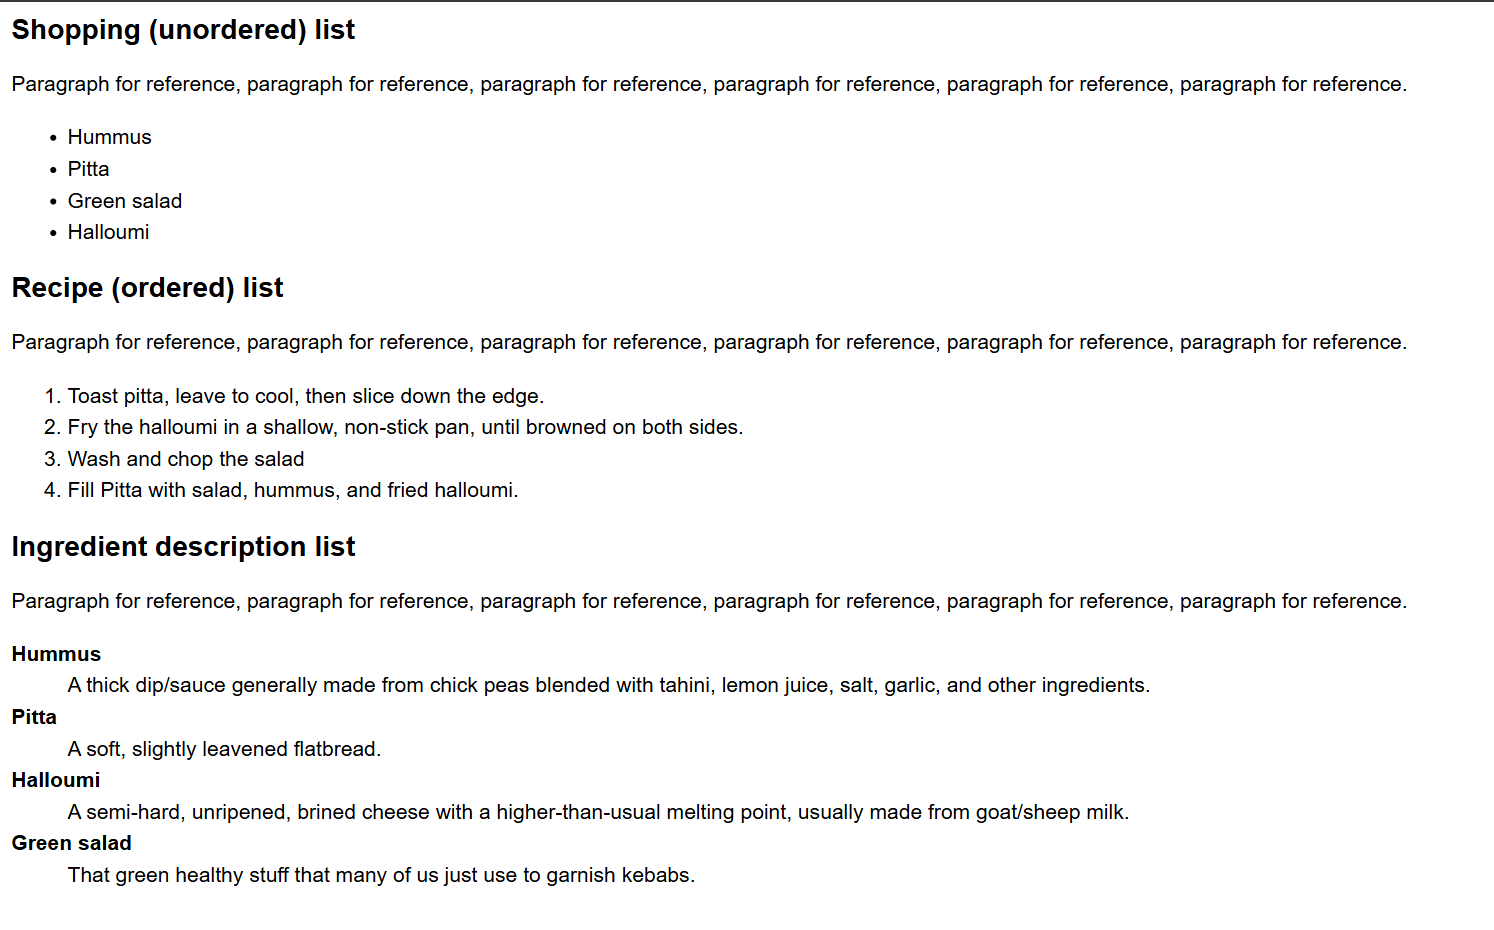 Shopping (unordered) list
Paragraph for reference, paragraph for reference, paragraph for reference, paragraph for reference, paragraph for reference, paragraph for reference.
• Hummus
• Pitta
• Green salad
• Halloumi
Recipe (ordered) list
Paragraph for reference, paragraph for reference, paragraph for reference, paragraph for reference, paragraph for reference, paragraph for reference.
1. Toast pitta, leave to cool, then slice down the edge.
2. Fry the halloumi in a shallow, non-stick pan, until browned on both sides.
3. Wash and chop the salad
4. Fill Pitta with salad, hummus, and fried halloumi.
Ingredient description list
Paragraph for reference, paragraph for reference, paragraph for reference, paragraph for reference, paragraph for reference, paragraph for reference.
Hummus
A thick dip/sauce generally made from chick peas blended with tahini, lemon juice, salt, garlic, and other ingredients.
Pitta
A soft, slightly leavened flatbread.
Halloumi
A semi-hard, unripened, brined cheese with a higher-than-usual melting point, usually made from goat/sheep milk.
Green salad
That green healthy stuff that many of us just use to garnish kebabs.